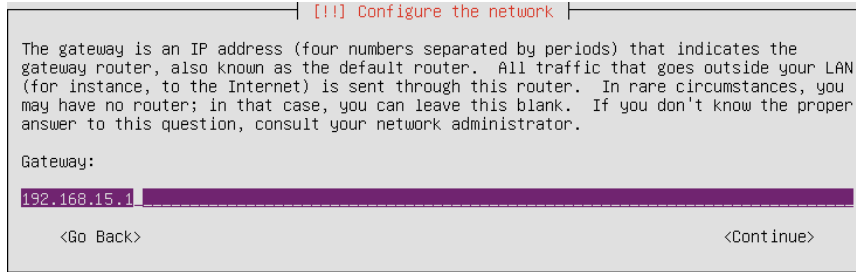 [!!] Configure the network
The gateway is an IP address (four numbers separated by periods) that indicates the
gateway router, also known as the default router.  All traffic that goes outside your LAN
(for instance, to the Internet) is sent through this router.  In rare circumstances, you
may have no router; in that case, you can leave this blank.  If you don't know the proper
answer to this question, consult your network administrator.
Gateway:
192.168.15.1
<Go Back> <Continue>